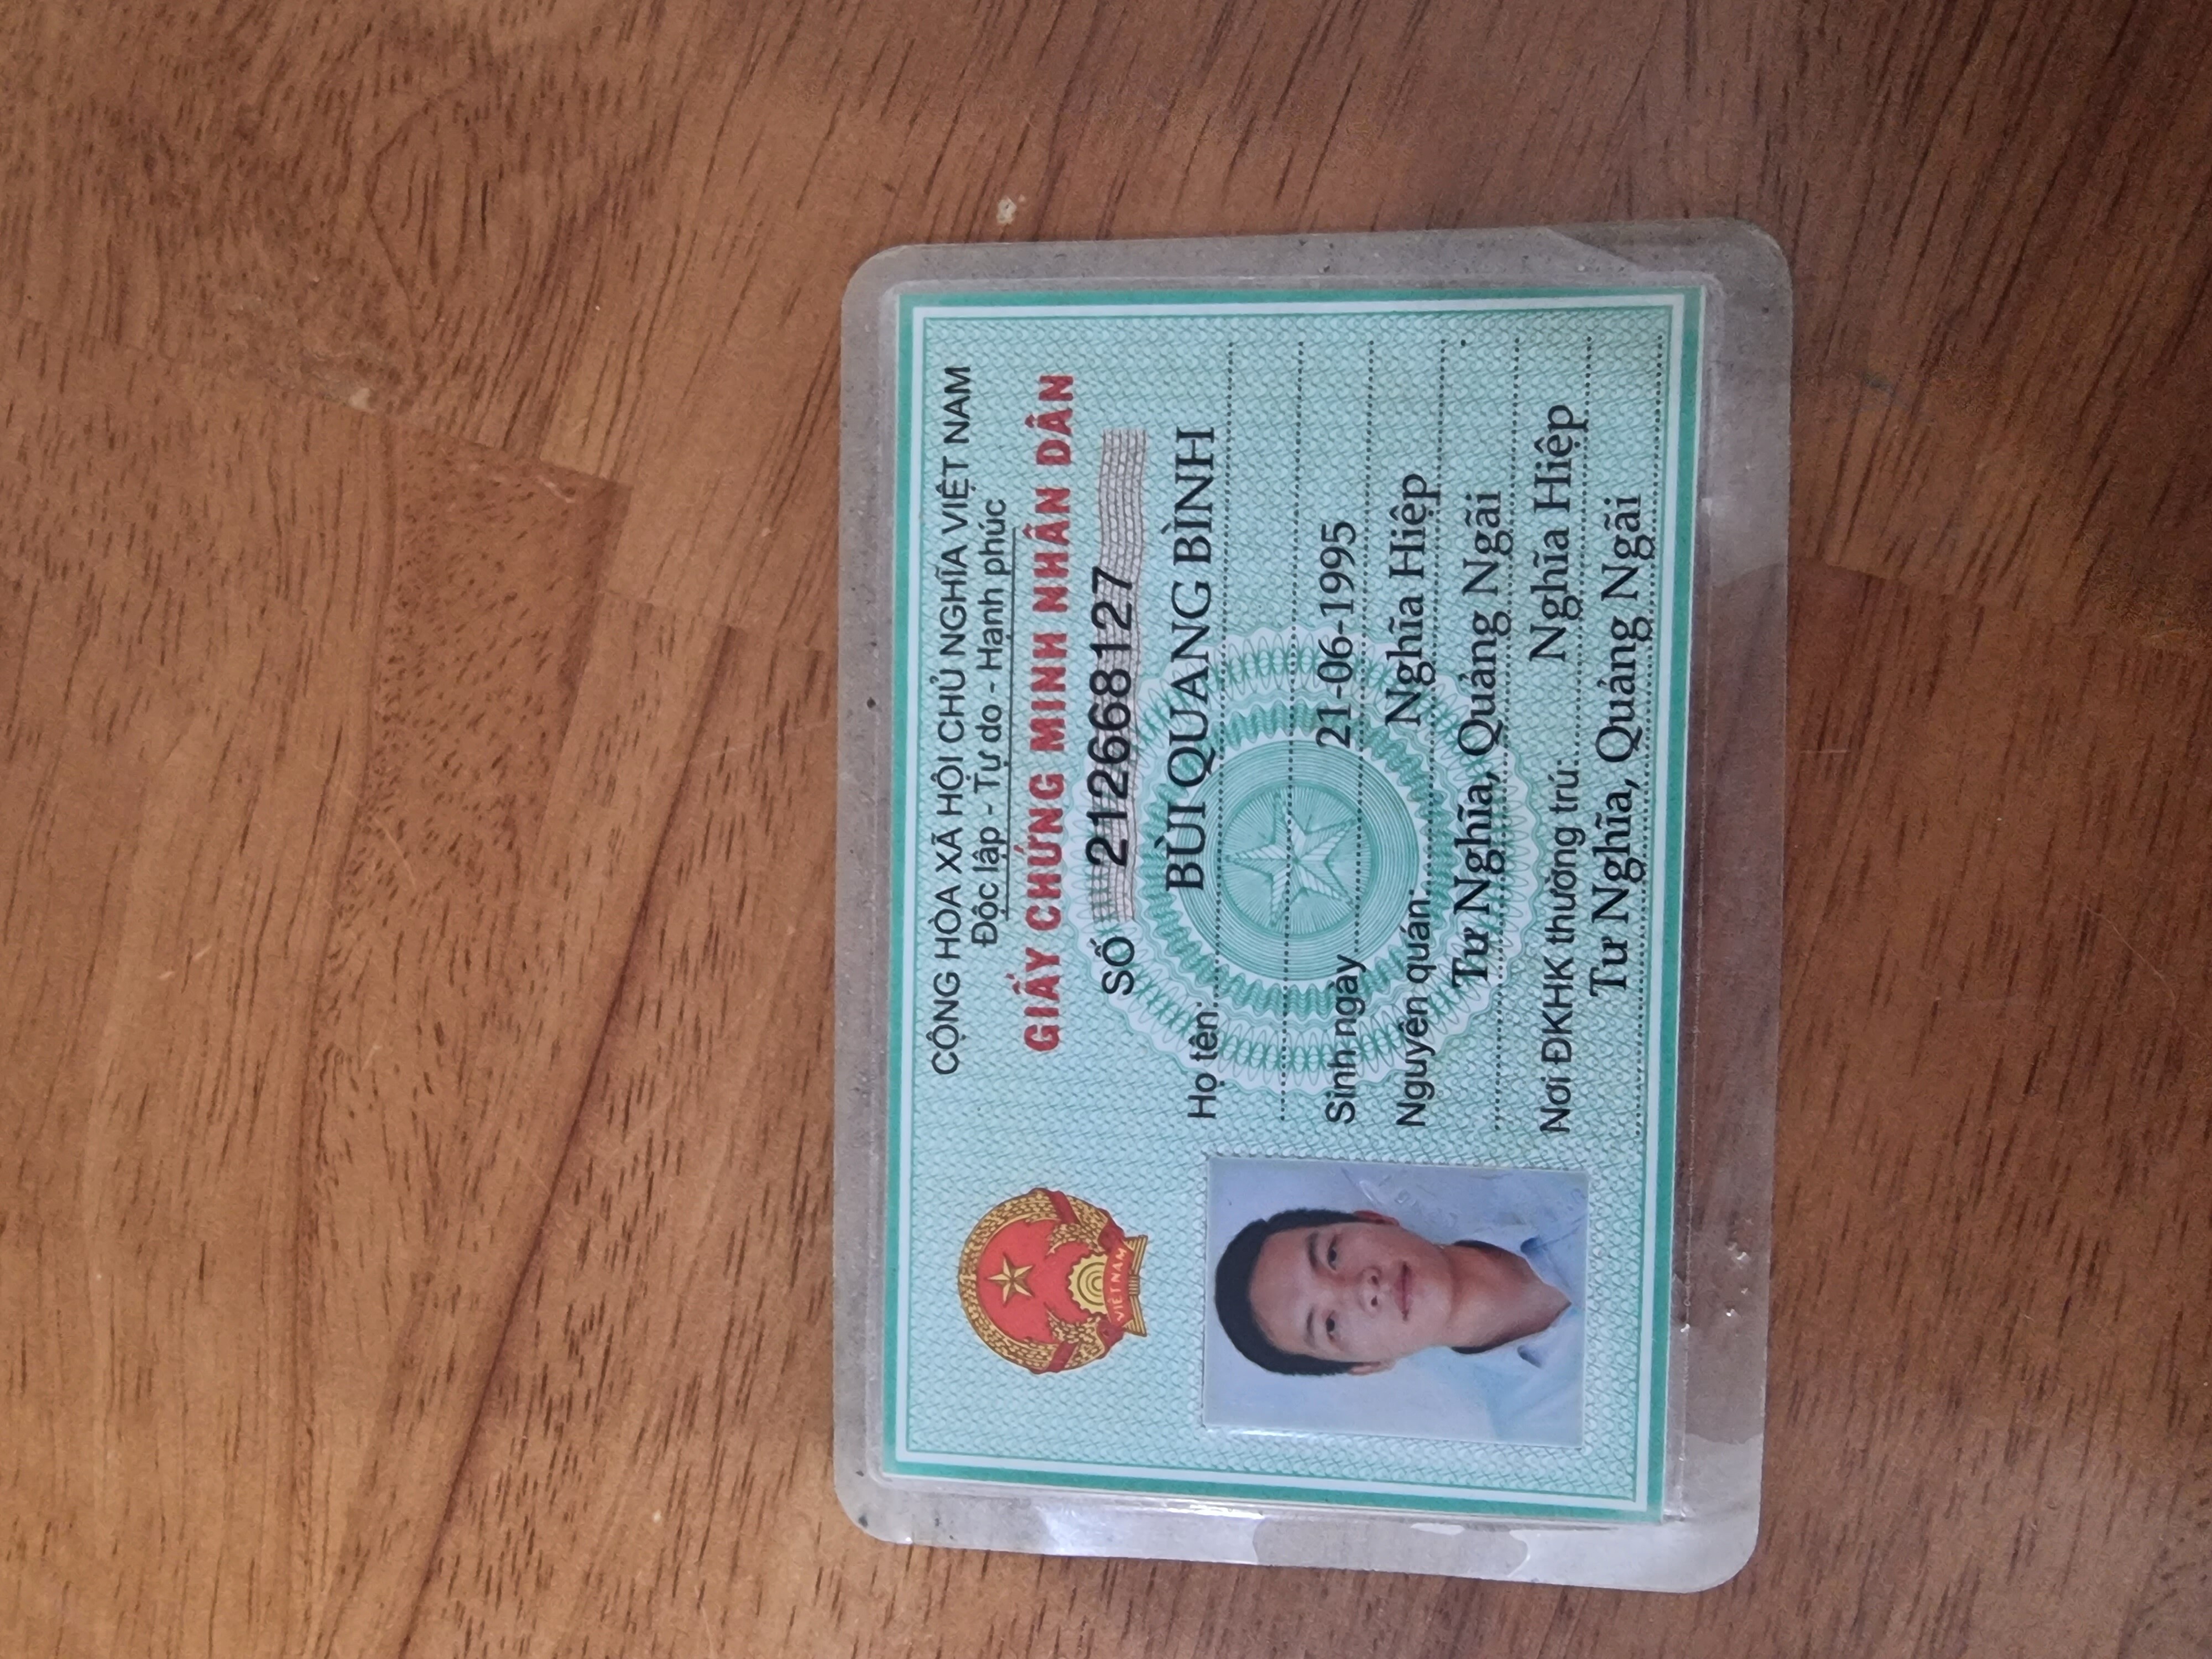 CỘNG HÒA XÃ HỘI CHỦ NGHĨA VIỆT NAM
Độc lập - Tự do - Hạnh phúc
GIẤY CHỨNG MINH NHÂN DÂN
SỐ 212668127
Họ tên: BÙI QUANG BÌNH
Sinh ngày 21-06-1995
Nguyên quán: Nghĩa Hiệp
Tư Nghĩa, Quảng Ngãi
Nơi ĐKHK thường trú: Nghĩa Hiệp
Tư Nghĩa, Quảng Ngãi
VIỆT NAM